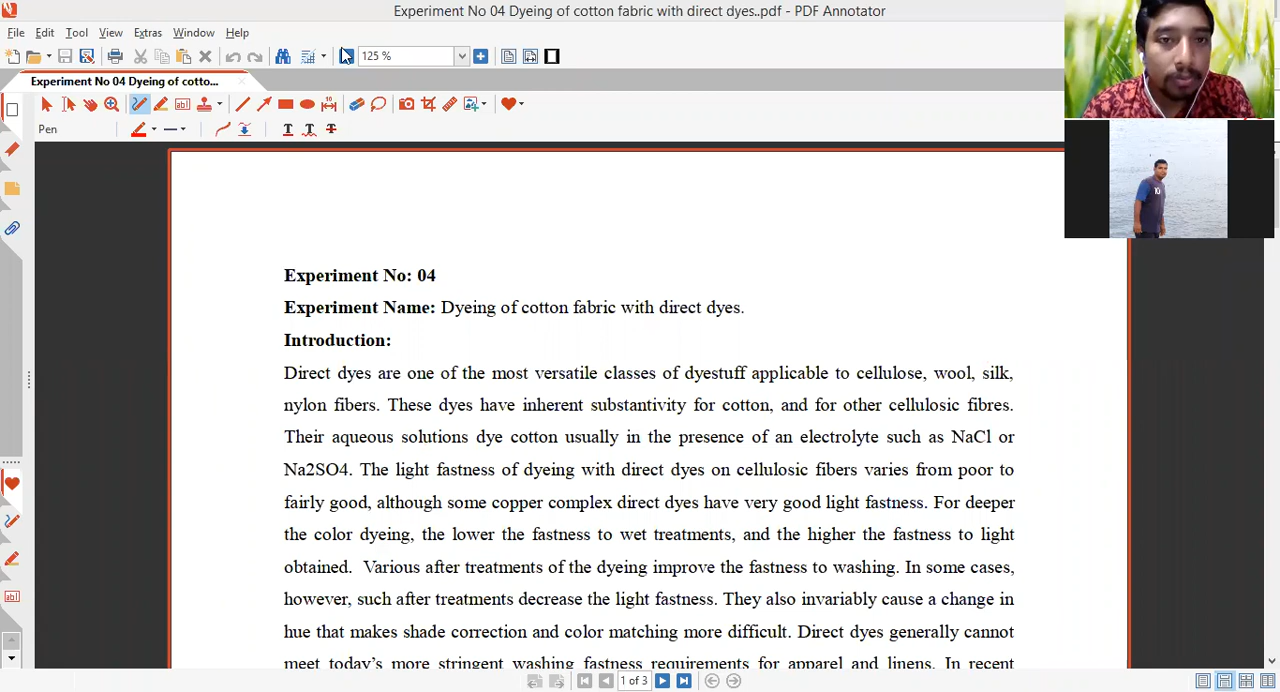 Experiment No 04 Dyeing of cotton fabric with direct dyes..pdf - PDF Annotator
File Edit Tool View Extras Window Help
125 %
Experiment No 04 Dyeing of cotto...
Pen
Experiment No: 04
Experiment Name: Dyeing of cotton fabric with direct dyes.
Introduction:
Direct dyes are one of the most versatile classes of dyestuff applicable to cellulose, wool, silk,
nylon fibers. These dyes have inherent substantivity for cotton, and for other cellulosic fibres.
Their aqueous solutions dye cotton usually in the presence of an electrolyte such as NaCl or
Na2SO4. The light fastness of dyeing with direct dyes on cellulosic fibers varies from poor to
fairly good, although some copper complex direct dyes have very good light fastness. For deeper
the color dyeing, the lower the fastness to wet treatments, and the higher the fastness to light
obtained. Various after treatments of the dyeing improve the fastness to washing. In some cases,
however, such after treatments decrease the light fastness. They also invariably cause a change in
hue that makes shade correction and color matching more difficult. Direct dyes generally cannot
meet today's more stringent washing fastness requirements for apparel and linens. In recent
1 of 3